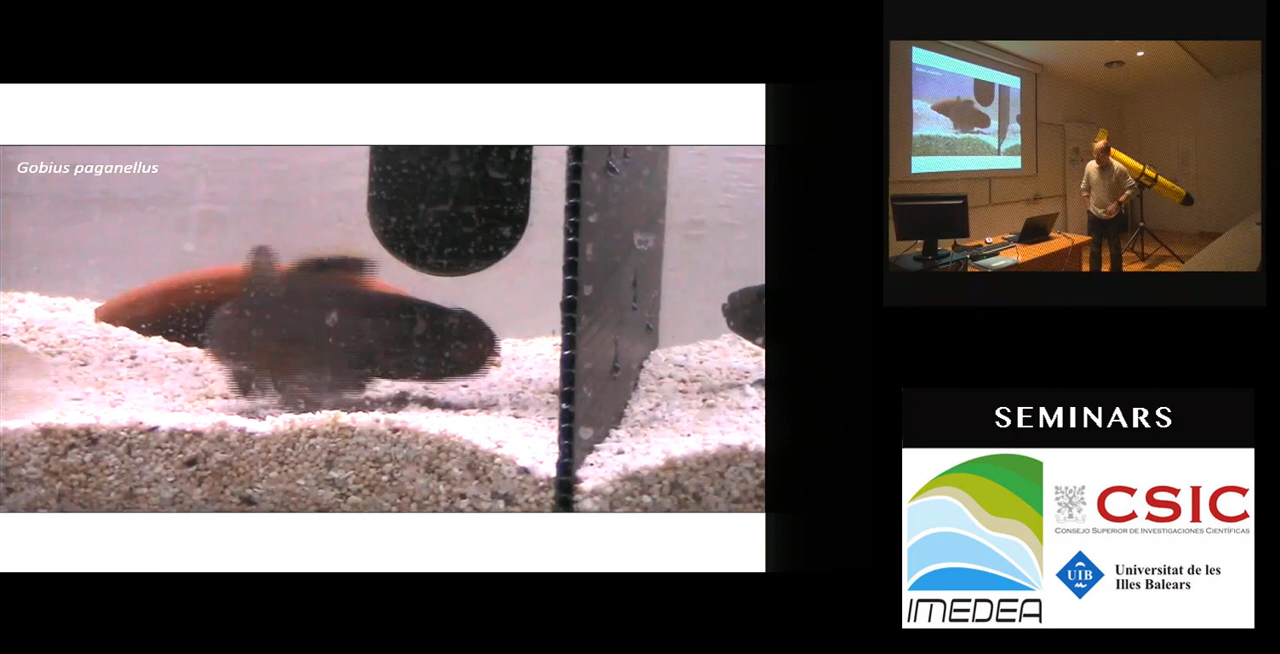 Gobius paganellus
SEMINARS
CSIC
CONSEJO SUPERIOR DE INVESTIGACIONES CIENTÍFICAS
UIB
Universitat de les
Illes Balears
IMEDEA